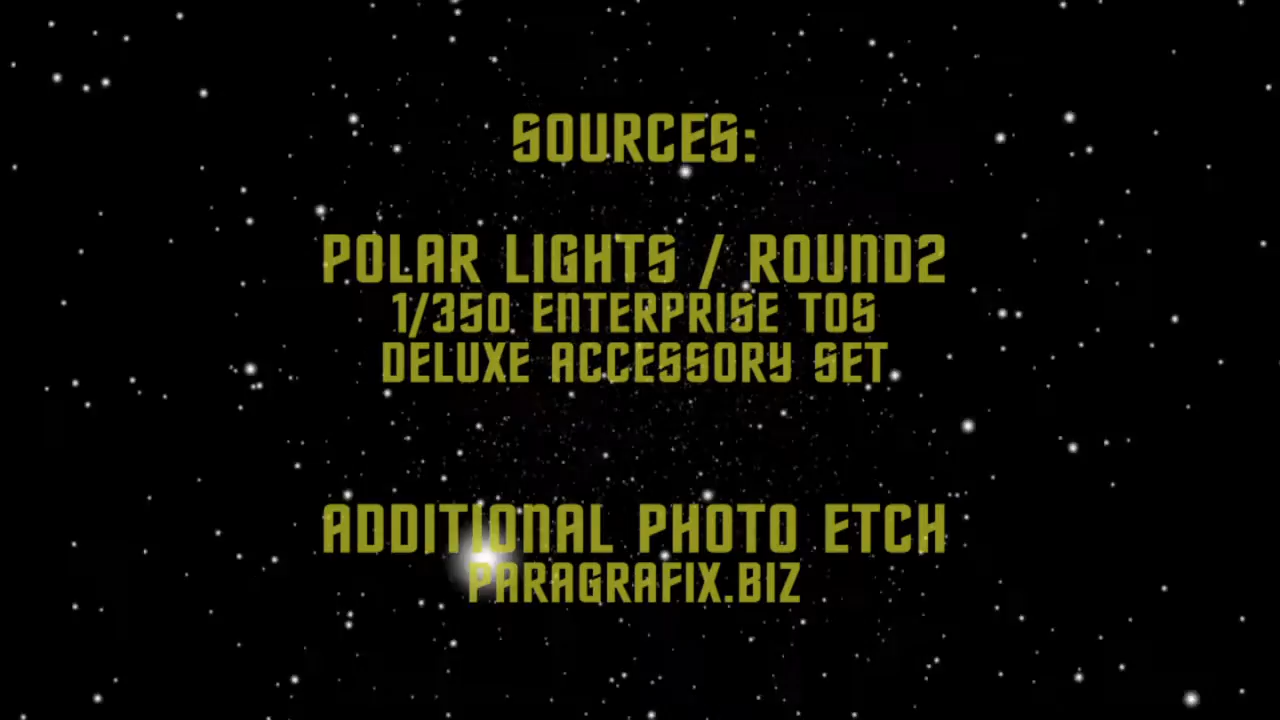 SOURCES:
POLAR LIGHTS / ROUND2
1/350 ENTERPRISE TOS
DELUXE ACCESSORY SET
ADDITIONAL PHOTO ETCH
PARAGRAFIX.BIZ